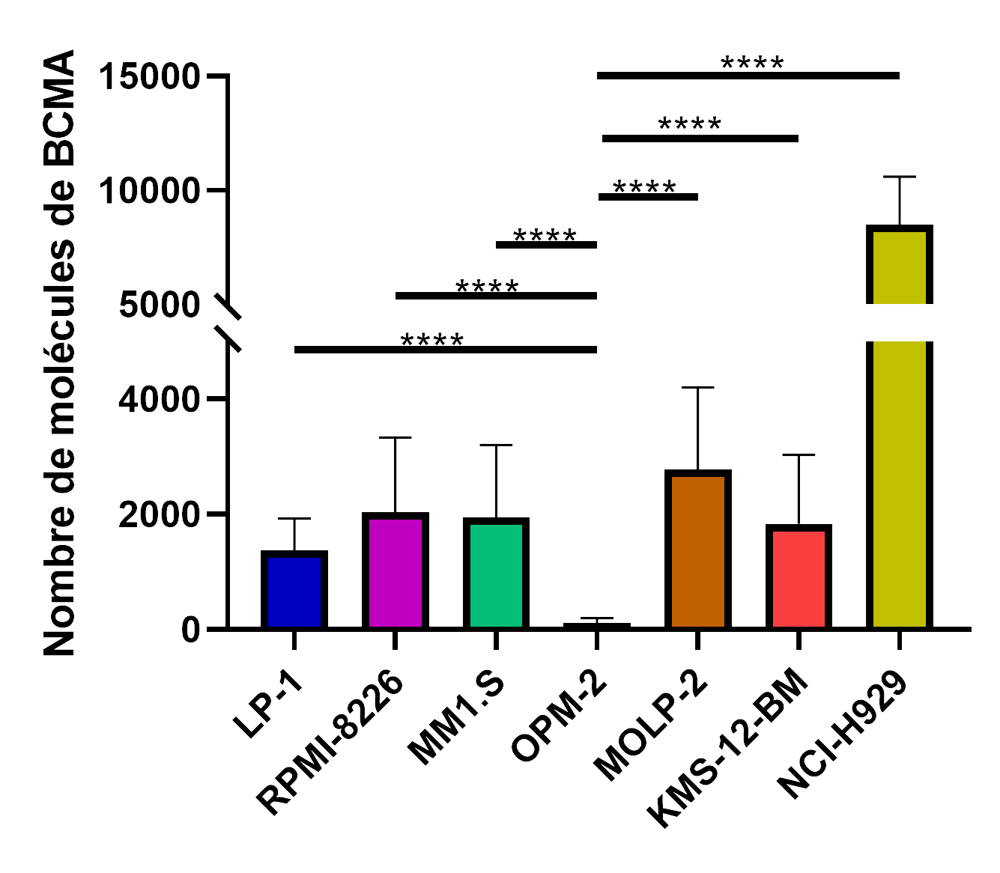 Nombre de molécules de BCMA
15000
10000
5000
4000
2000
0
****
****
****
****
****
****
LP-1
RPMI-8226
MM1.S
OPM-2
MOLP-2
KMS-12-BM
NCI-H929